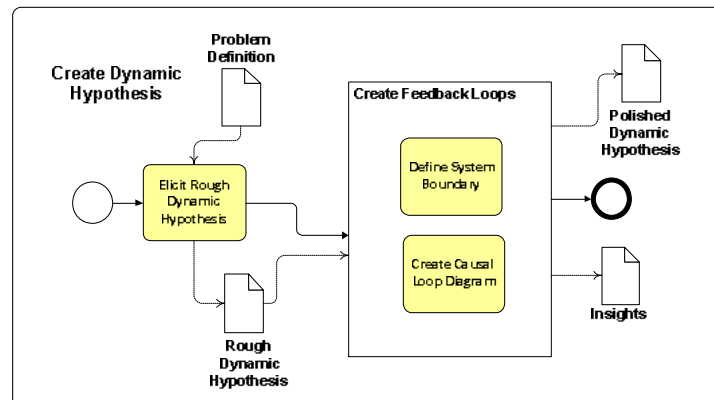 Problem
Definition
Create Dynamic
Hypothesis
Create Feedback Loops
Polished
Dynamic
Hypothesis
Elicit Rough
Dynamic
Hypothesis
Define System
Boundary
Create Causal
Loop Diagram
Rough
Dynamic
Hypothesis
Insights